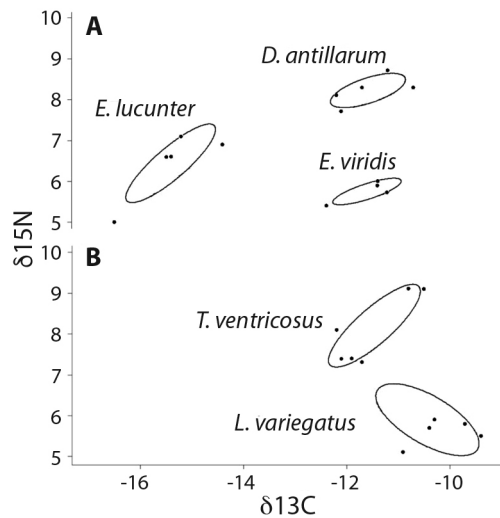 10
A
9
D. antillarum
8
E. lucunter
7
E. viridis
6
5
δ15N
10
B
9
T. ventricosus
8
7
6
L. variegatus
5
-16 -14 -12 -10
δ13C